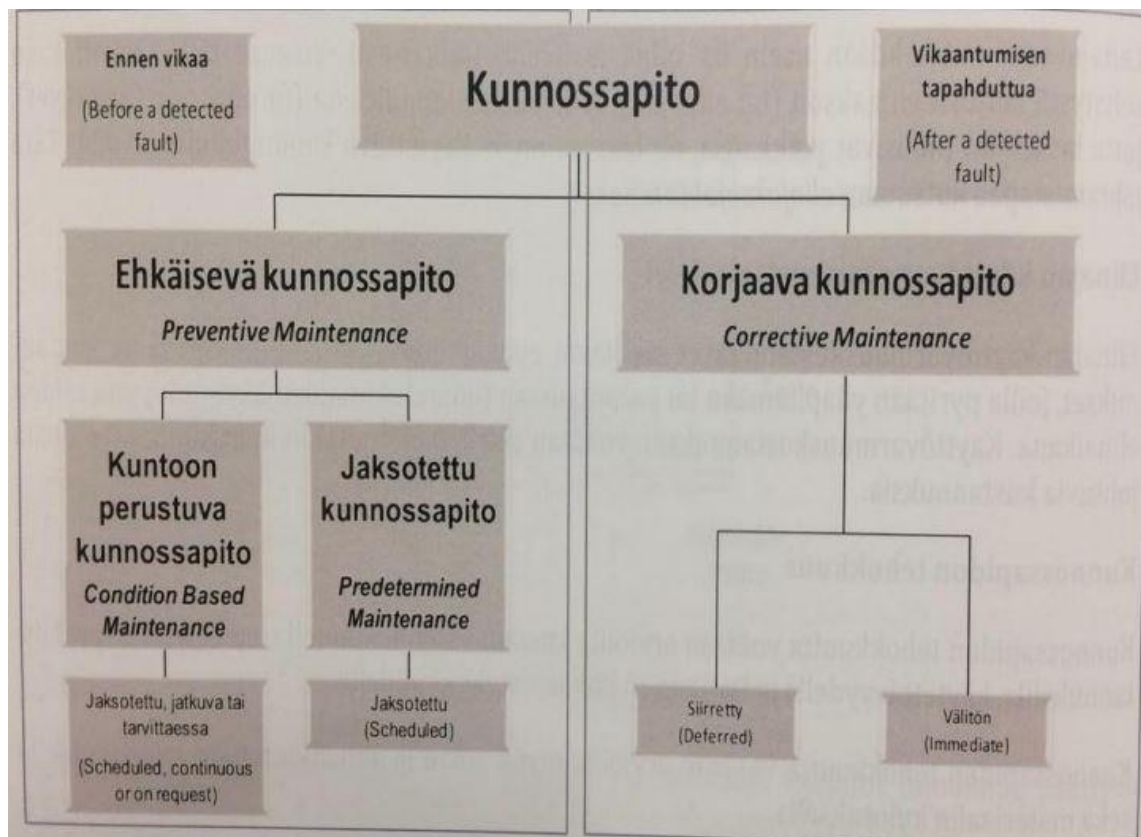 Ennen vikaa
(Before a detected
fault)
Kunnossapito
Vikaantumisen
tapahduttua
(After a detected
fault)
Ehkäisevä kunnossapito
Preventive Maintenance
Korjaava kunnossapito
Corrective Maintenance
Kuntoon
perustuva
kunnossapito
Condition Based
Maintenance
Jaksotettu
kunnossapito
Predetermined
Maintenance
Jaksotettu, jatkuva tai
tarvittaessa
(Scheduled, continuous
or on request)
Jaksotettu
(Scheduled)
Siirretty
(Deferred)
Välitön
(Immediate)
Kunnossapidon tehokkuus